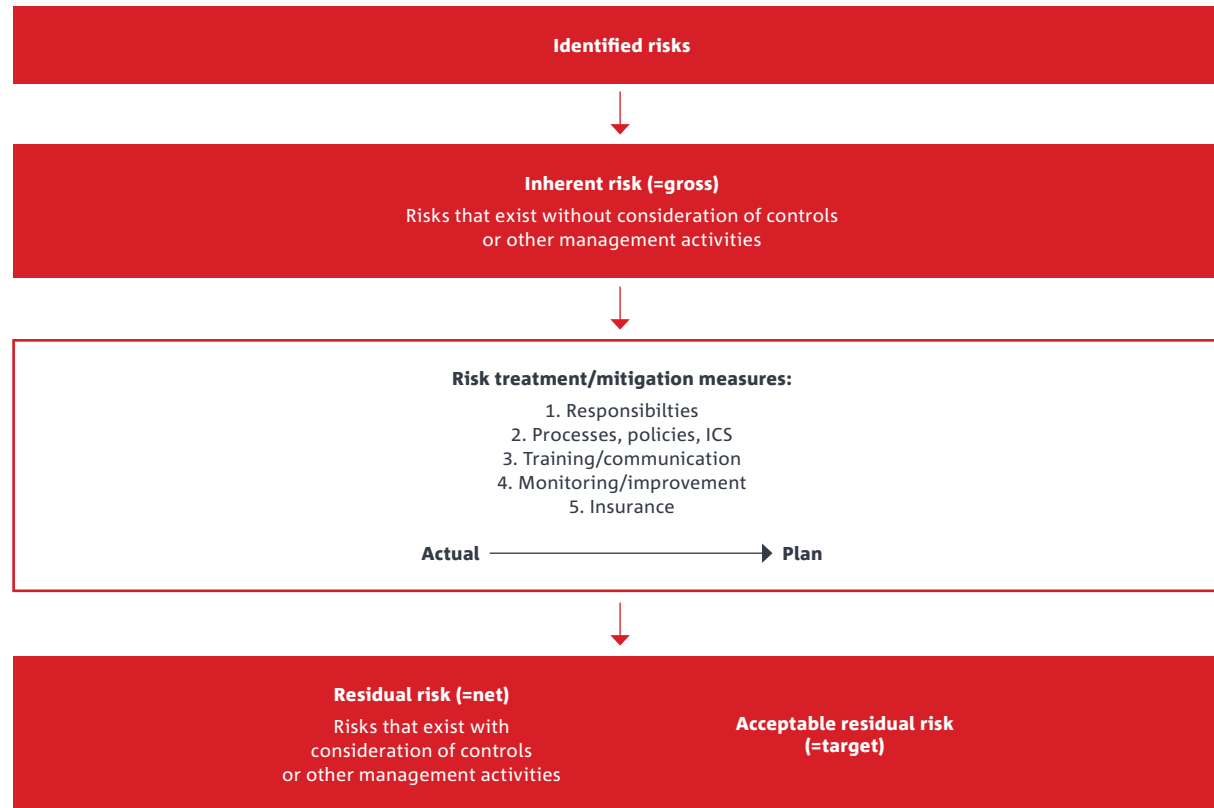 Identified risks
Inherent risk (=gross)
Risks that exist without consideration of controls
or other management activities
Risk treatment/mitigation measures:
1. Responsibilties
2. Processes, policies, ICS
3. Training/communication
4. Monitoring/improvement
5. Insurance
Actual
Plan
Residual risk (=net)
Risks that exist with
consideration of controls
or other management activities
Acceptable residual risk
(=target)